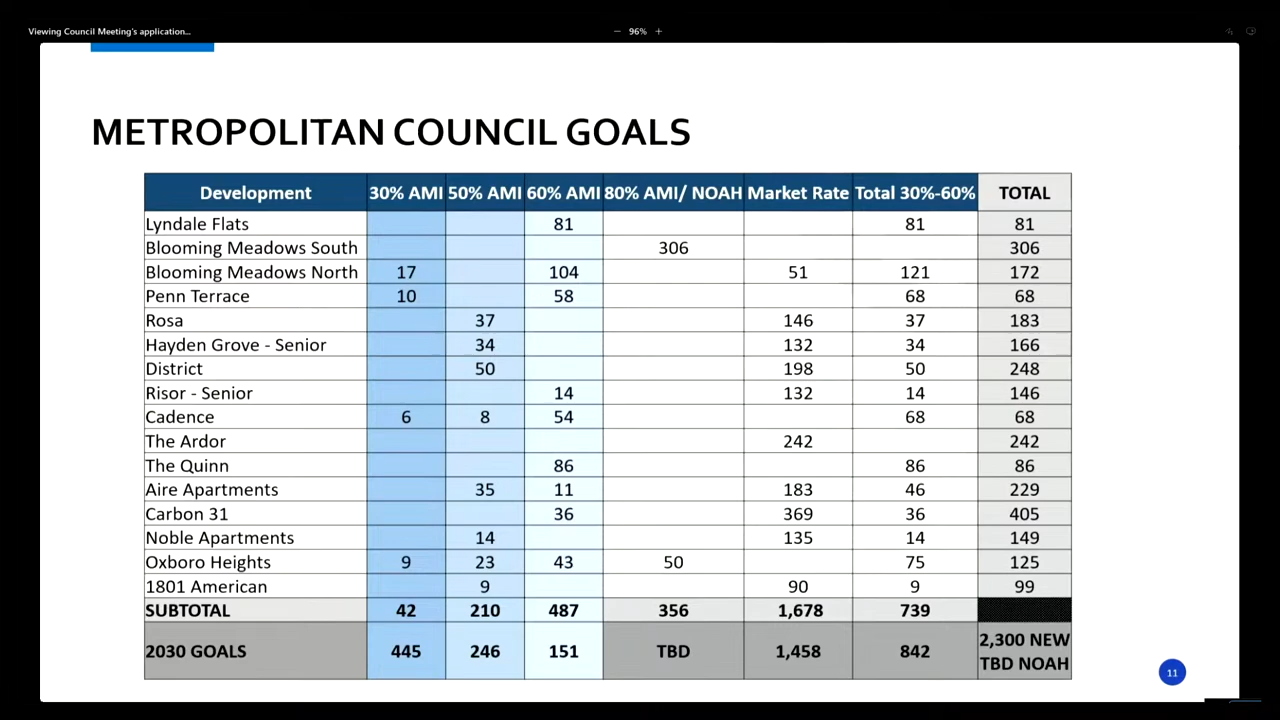 Viewing Council Meeting's application...
− 96% +
METROPOLITAN COUNCIL GOALS
Development 30% AMI 50% AMI 60% AMI 80% AMI/ NOAH Market Rate Total 30%-60% TOTAL
Lyndale Flats 81 81 81
Blooming Meadows South 306 306
Blooming Meadows North 17 104 51 121 172
Penn Terrace 10 58 68 68
Rosa 37 146 37 183
Hayden Grove - Senior 34 132 34 166
District 50 198 50 248
Risor - Senior 14 132 14 146
Cadence 6 8 54 68 68
The Ardor 242 242
The Quinn 86 86 86
Aire Apartments 35 11 183 46 229
Carbon 31 36 369 36 405
Noble Apartments 14 135 14 149
Oxboro Heights 9 23 43 50 75 125
1801 American 9 90 9 99
SUBTOTAL 42 210 487 356 1,678 739
2030 GOALS 445 246 151 TBD 1,458 842 2,300 NEW
TBD NOAH
11